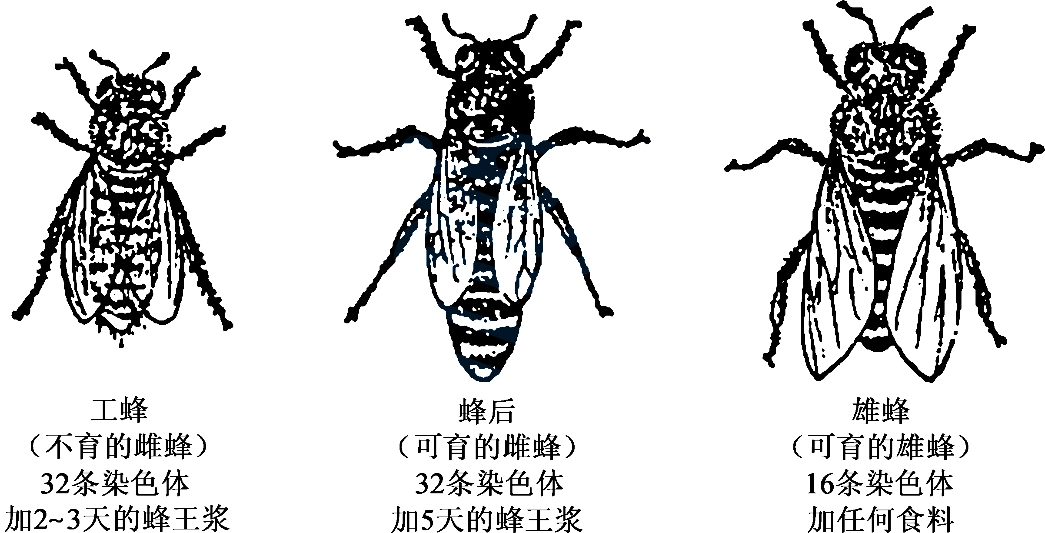 工蜂
（不育的雌蜂）
32条染色体
加2~3天的蜂王浆
蜂后
（可育的雌蜂）
32条染色体
加5天的蜂王浆
雄蜂
（可育的雄蜂）
16条染色体
加任何食料